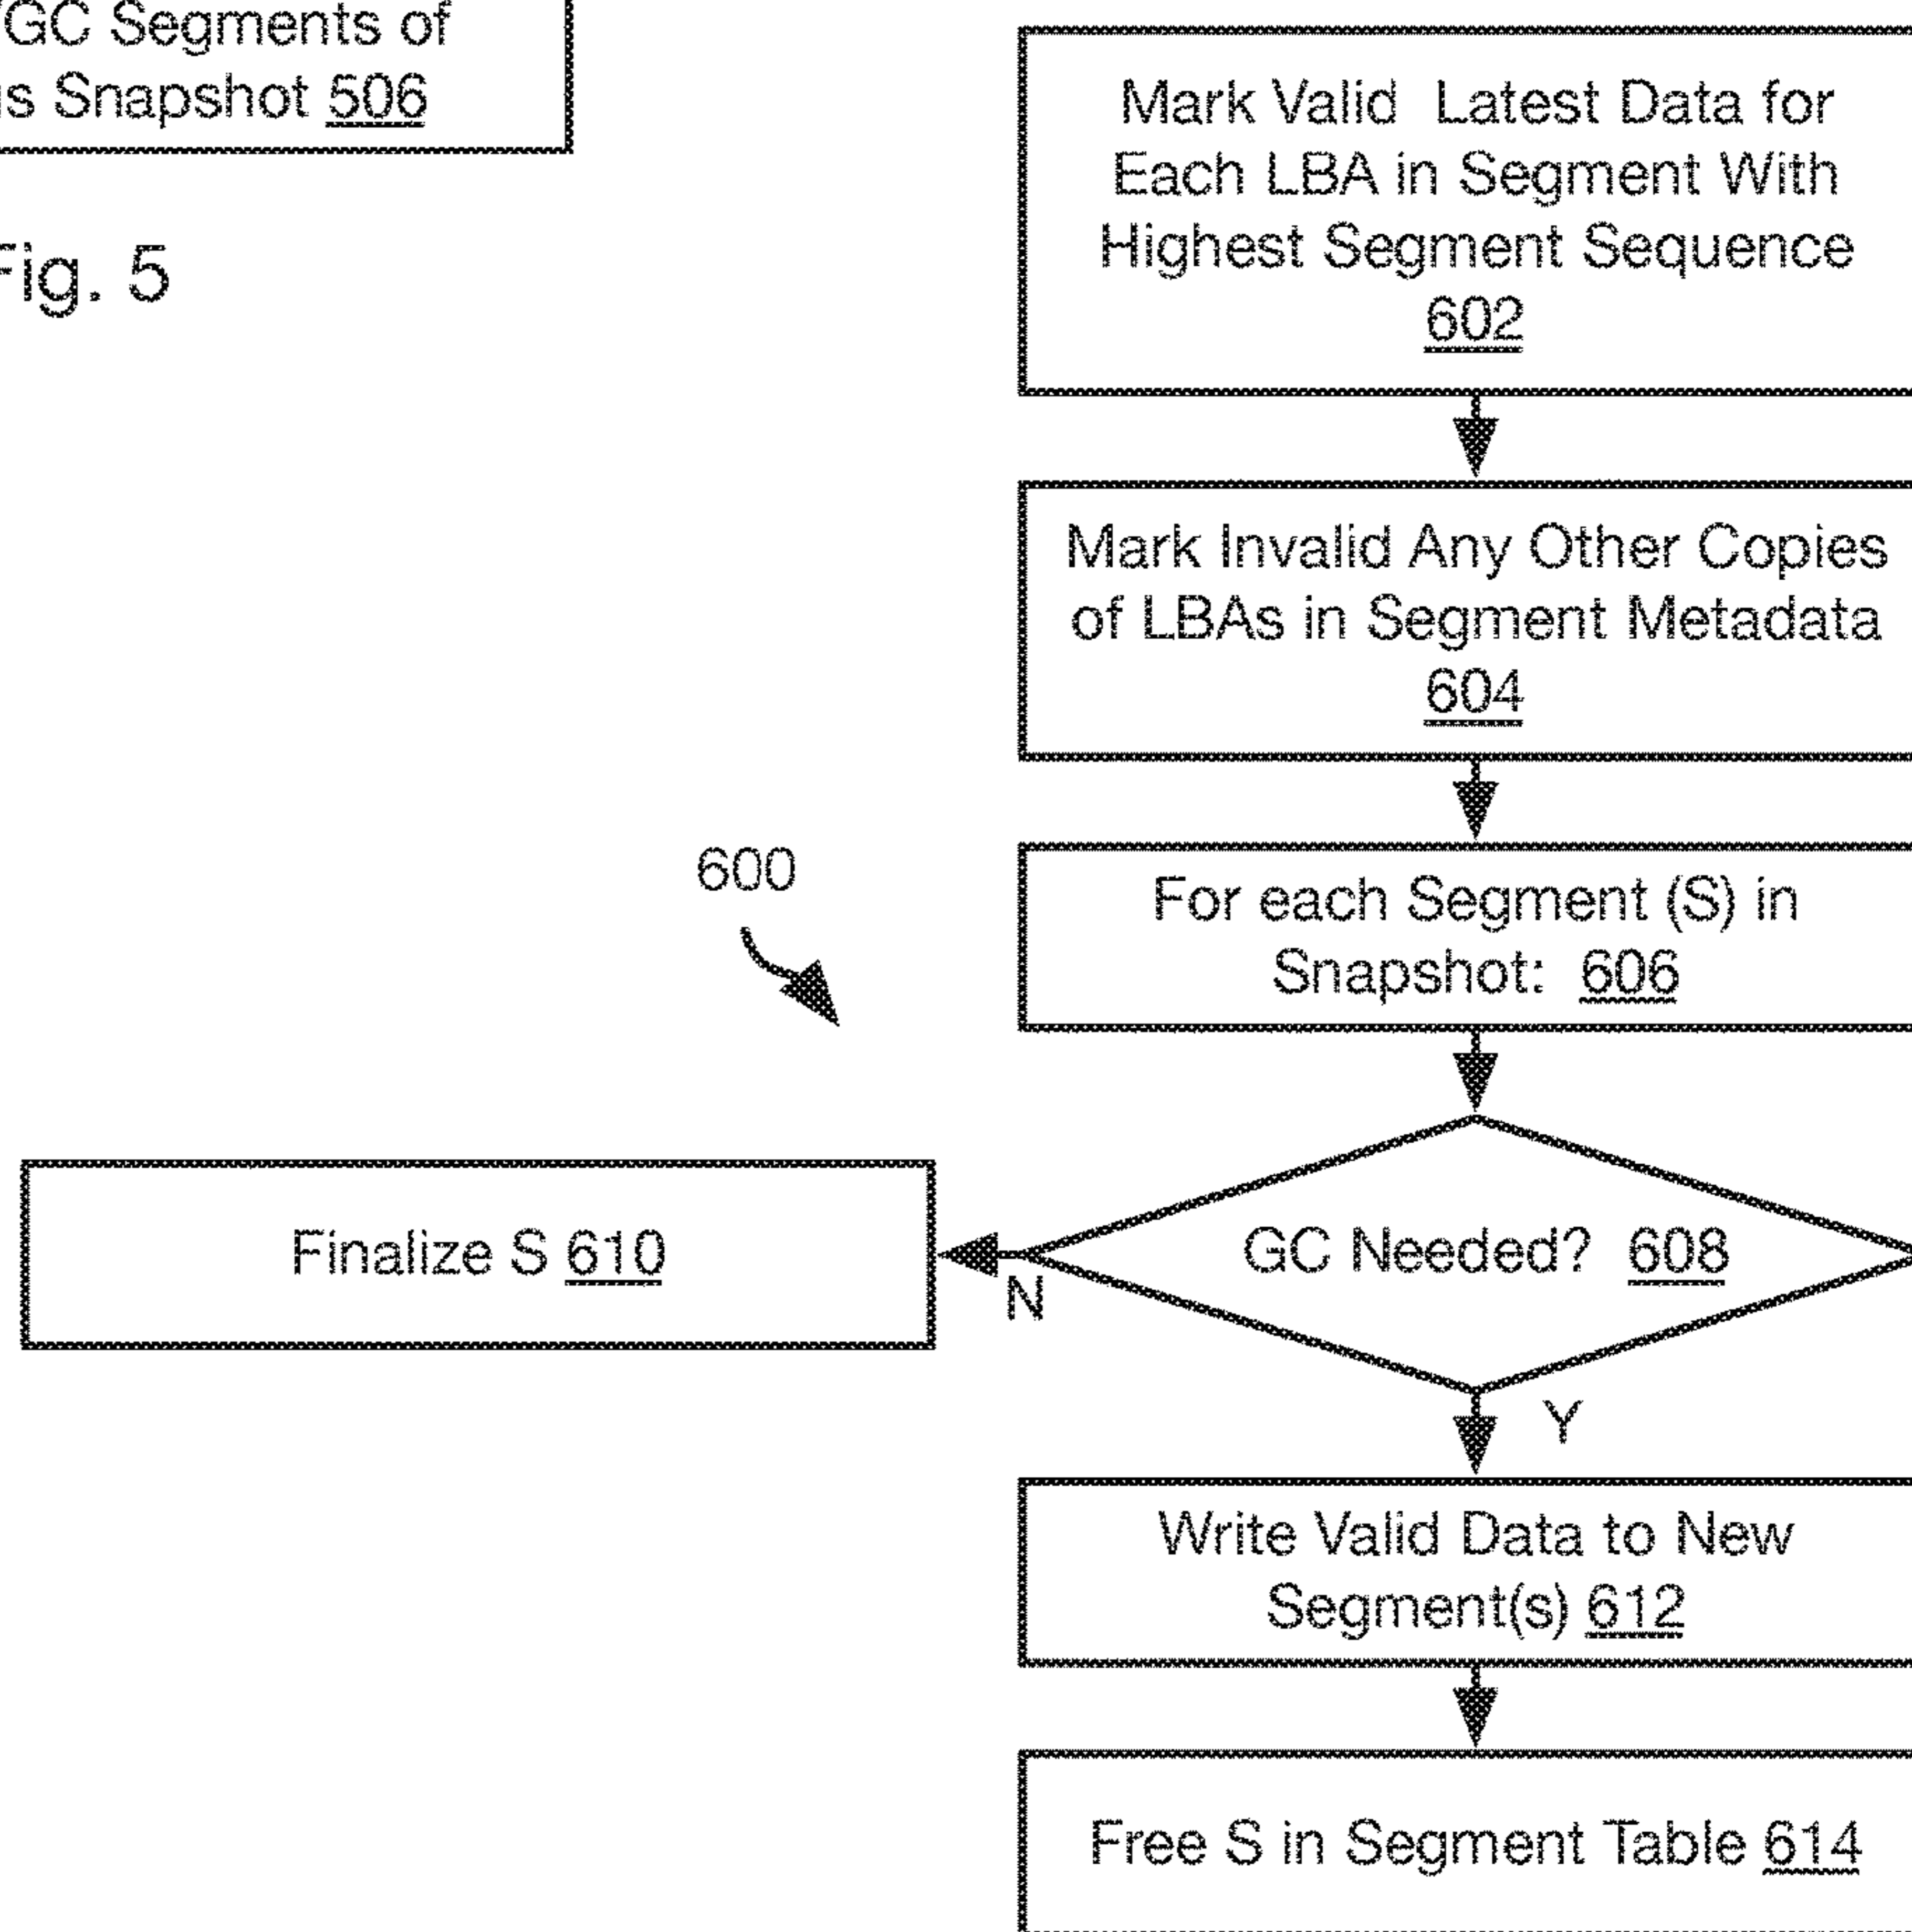 GC Segments of
Snapshot 506
Fig. 5
Mark Valid Latest Data for
Each LBA in Segment With
Highest Segment Sequence
602
Mark Invalid Any Other Copies
of LBAs in Segment Metadata
604
600
For each Segment (S) in
Snapshot: 606
GC Needed? 608
Finalize S 610
N
Y
Write Valid Data to New
Segment(s) 612
Free S in Segment Table 614